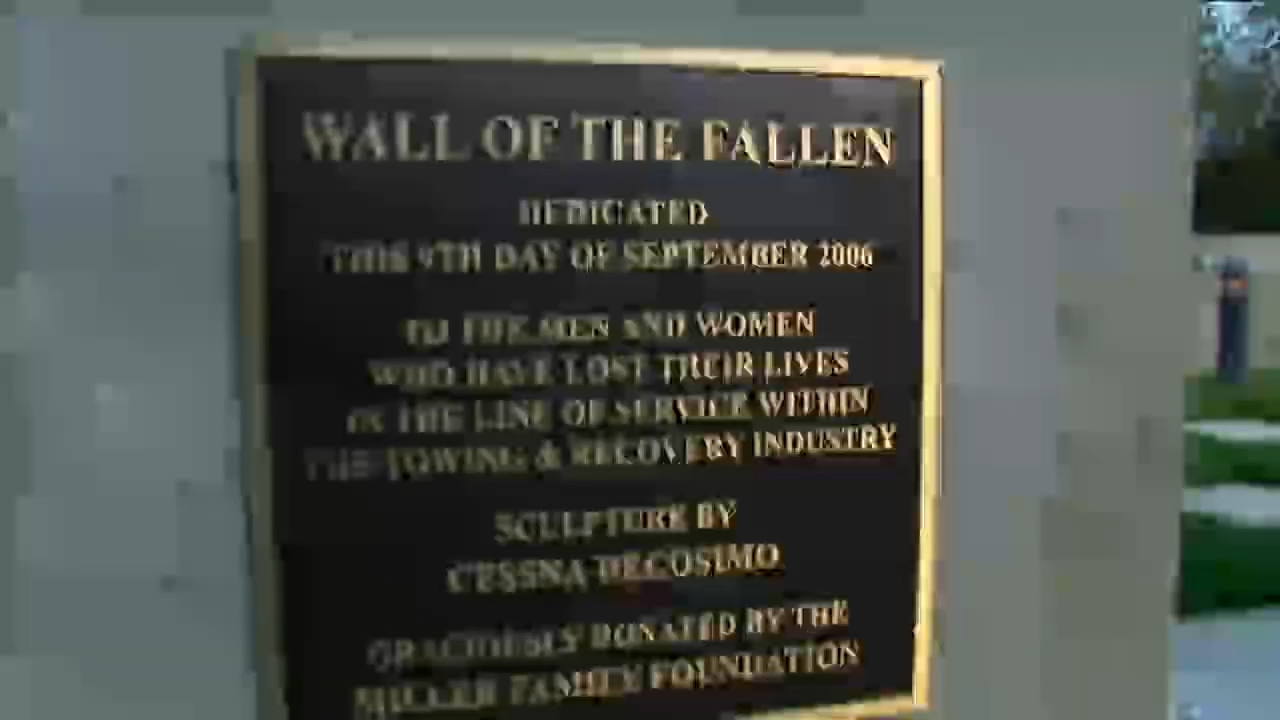 WALL OF THE FALLEN
DEDICATED
THIS 9TH DAY OF SEPTEMBER 2006
TO THE MEN AND WOMEN
WHO HAVE LOST THEIR LIVES
IN THE LINE OF SERVICE WITHIN
THE TOWING & RECOVERY INDUSTRY
SCULPTURE BY
CESSNA DECOSIMO
GRACIOUSLY DONATED BY THE
MILLER FAMILY FOUNDATION